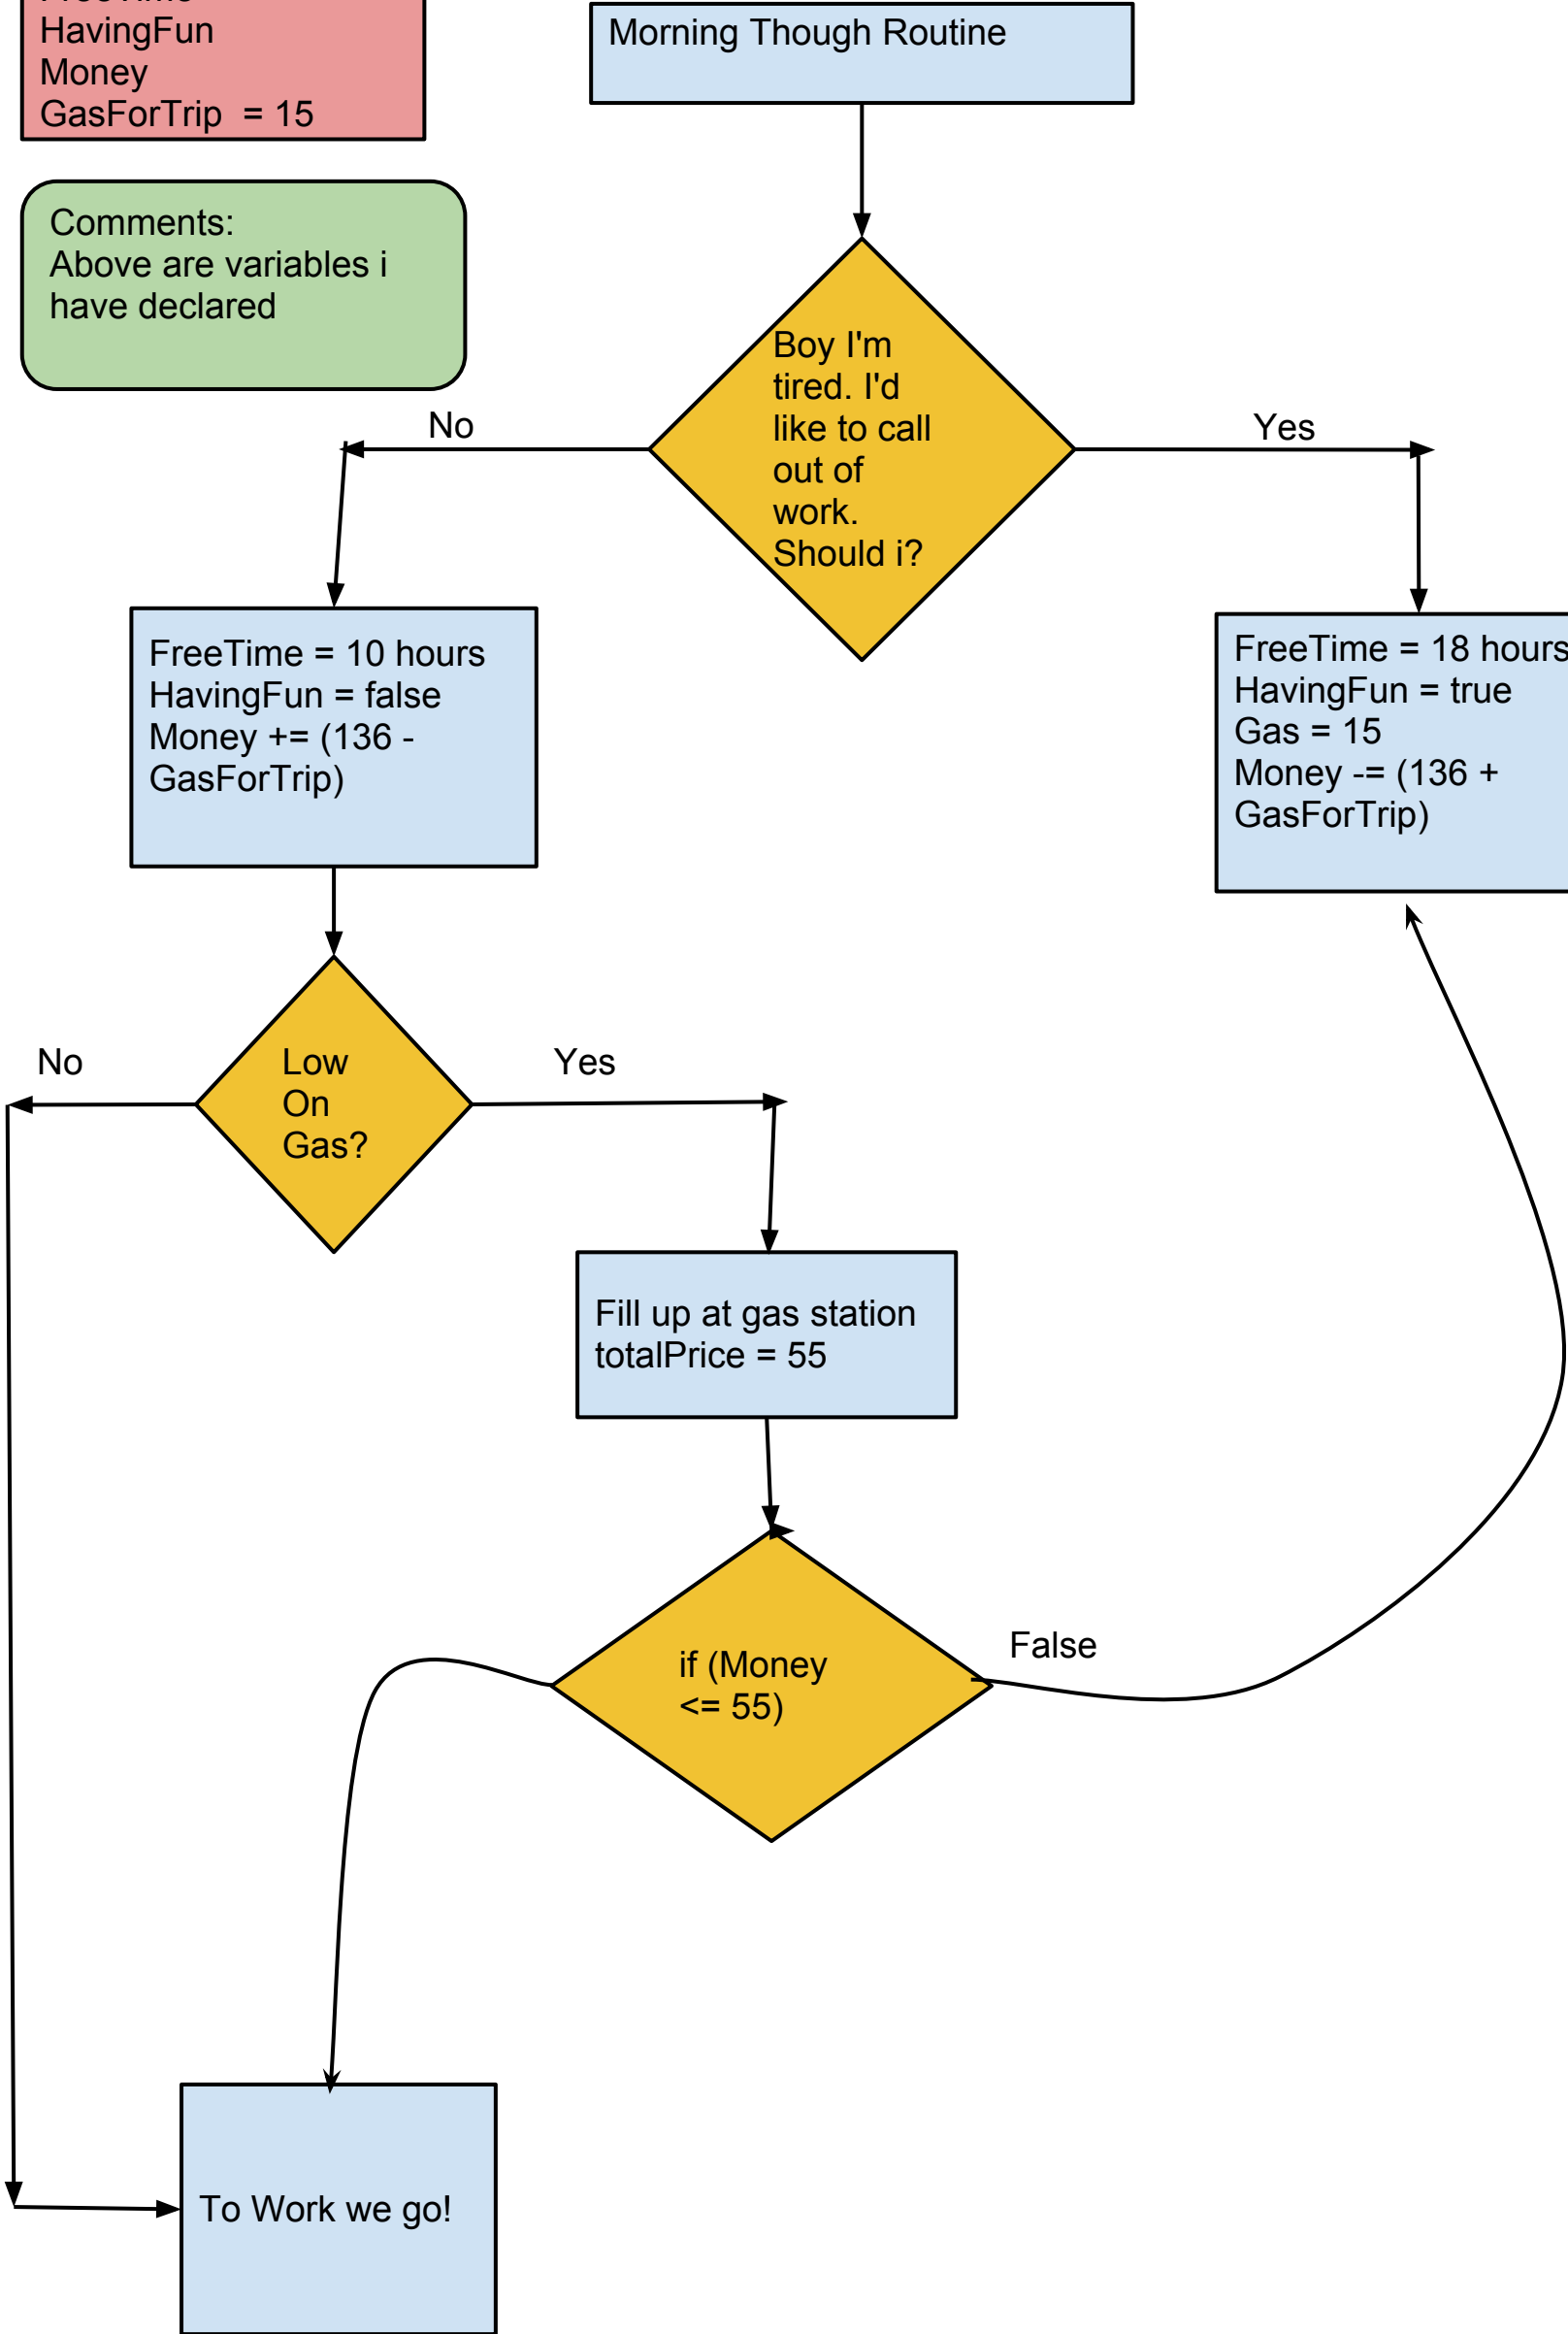 FreeTime
HavingFun
Money
GasForTrip  = 15
Morning Though Routine
Comments:
Above are variables i
have declared
Boy I'm
tired. I'd
like to call
out of
work.
Should i?
No
Yes
FreeTime = 10 hours
HavingFun = false
Money += (136 -
GasForTrip)
FreeTime = 18 hours
HavingFun = true
Gas = 15
Money -= (136 +
GasForTrip)
Low
On
Gas?
No
Yes
Fill up at gas station
totalPrice = 55
if (Money
<= 55)
False
To Work we go!